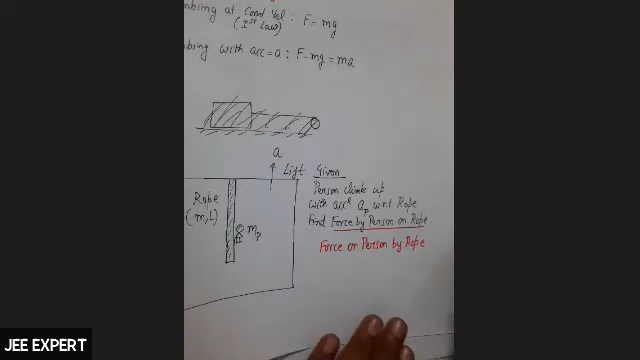 mbing at Const Vel : F = mg
(Ist Law)
mbing with acc = a : F - mg = ma
a
Lift Given
Person climbs up
with accⁿ ap w.r.t Rope.
Find Force by Person on Rope.
Force on Person by Rope
Rope
(m, L)
mp
JEE EXPERT